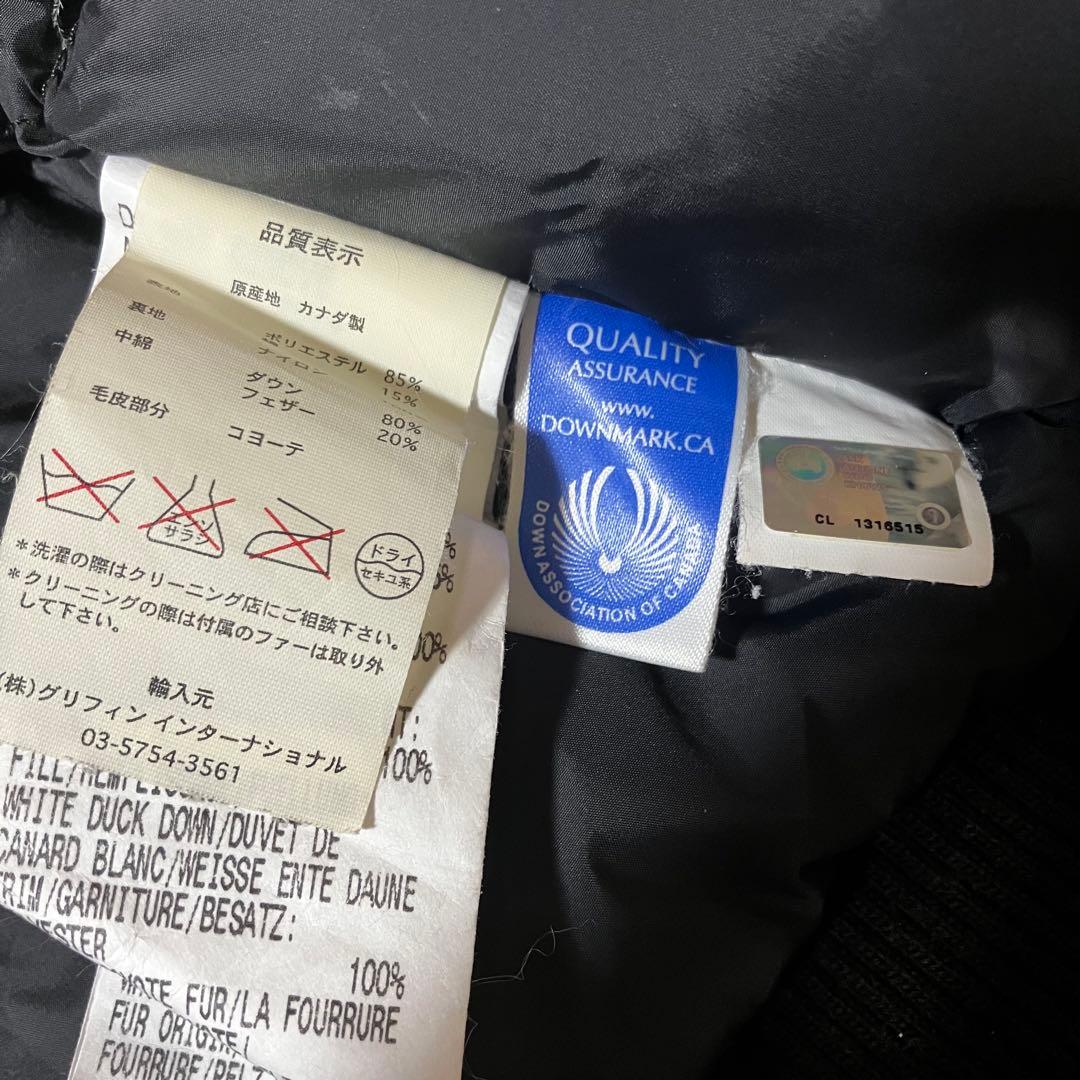 品質表示
原産地 カナダ製
表地
裏地 ポリエステル 85%
ナイロン 15%
中綿 ダウン 80%
フェザー 20%
毛皮部分 コヨーテ
エンソ
サラシ
ドライ
セキユ系
*洗濯の際はクリーニング店にご相談下さい。
*クリーニングの際は付属のファーは取り外
して下さい。
輸入元
(株)グリフィン インターナショナル
03-5754-3561
100%
WHITE DUCK DOWN/DUVET DE
CANARD BLANC/WEISSE ENTE DAUNE
TRIM/GARNITURE/BESATZ:
100%
FUR/LA FOURRURE
FUR
QUALITY
ASSURANCE
www.
DOWNMARK.CA
DOWN ASSOCIATION OF CANADA
CL 1316515